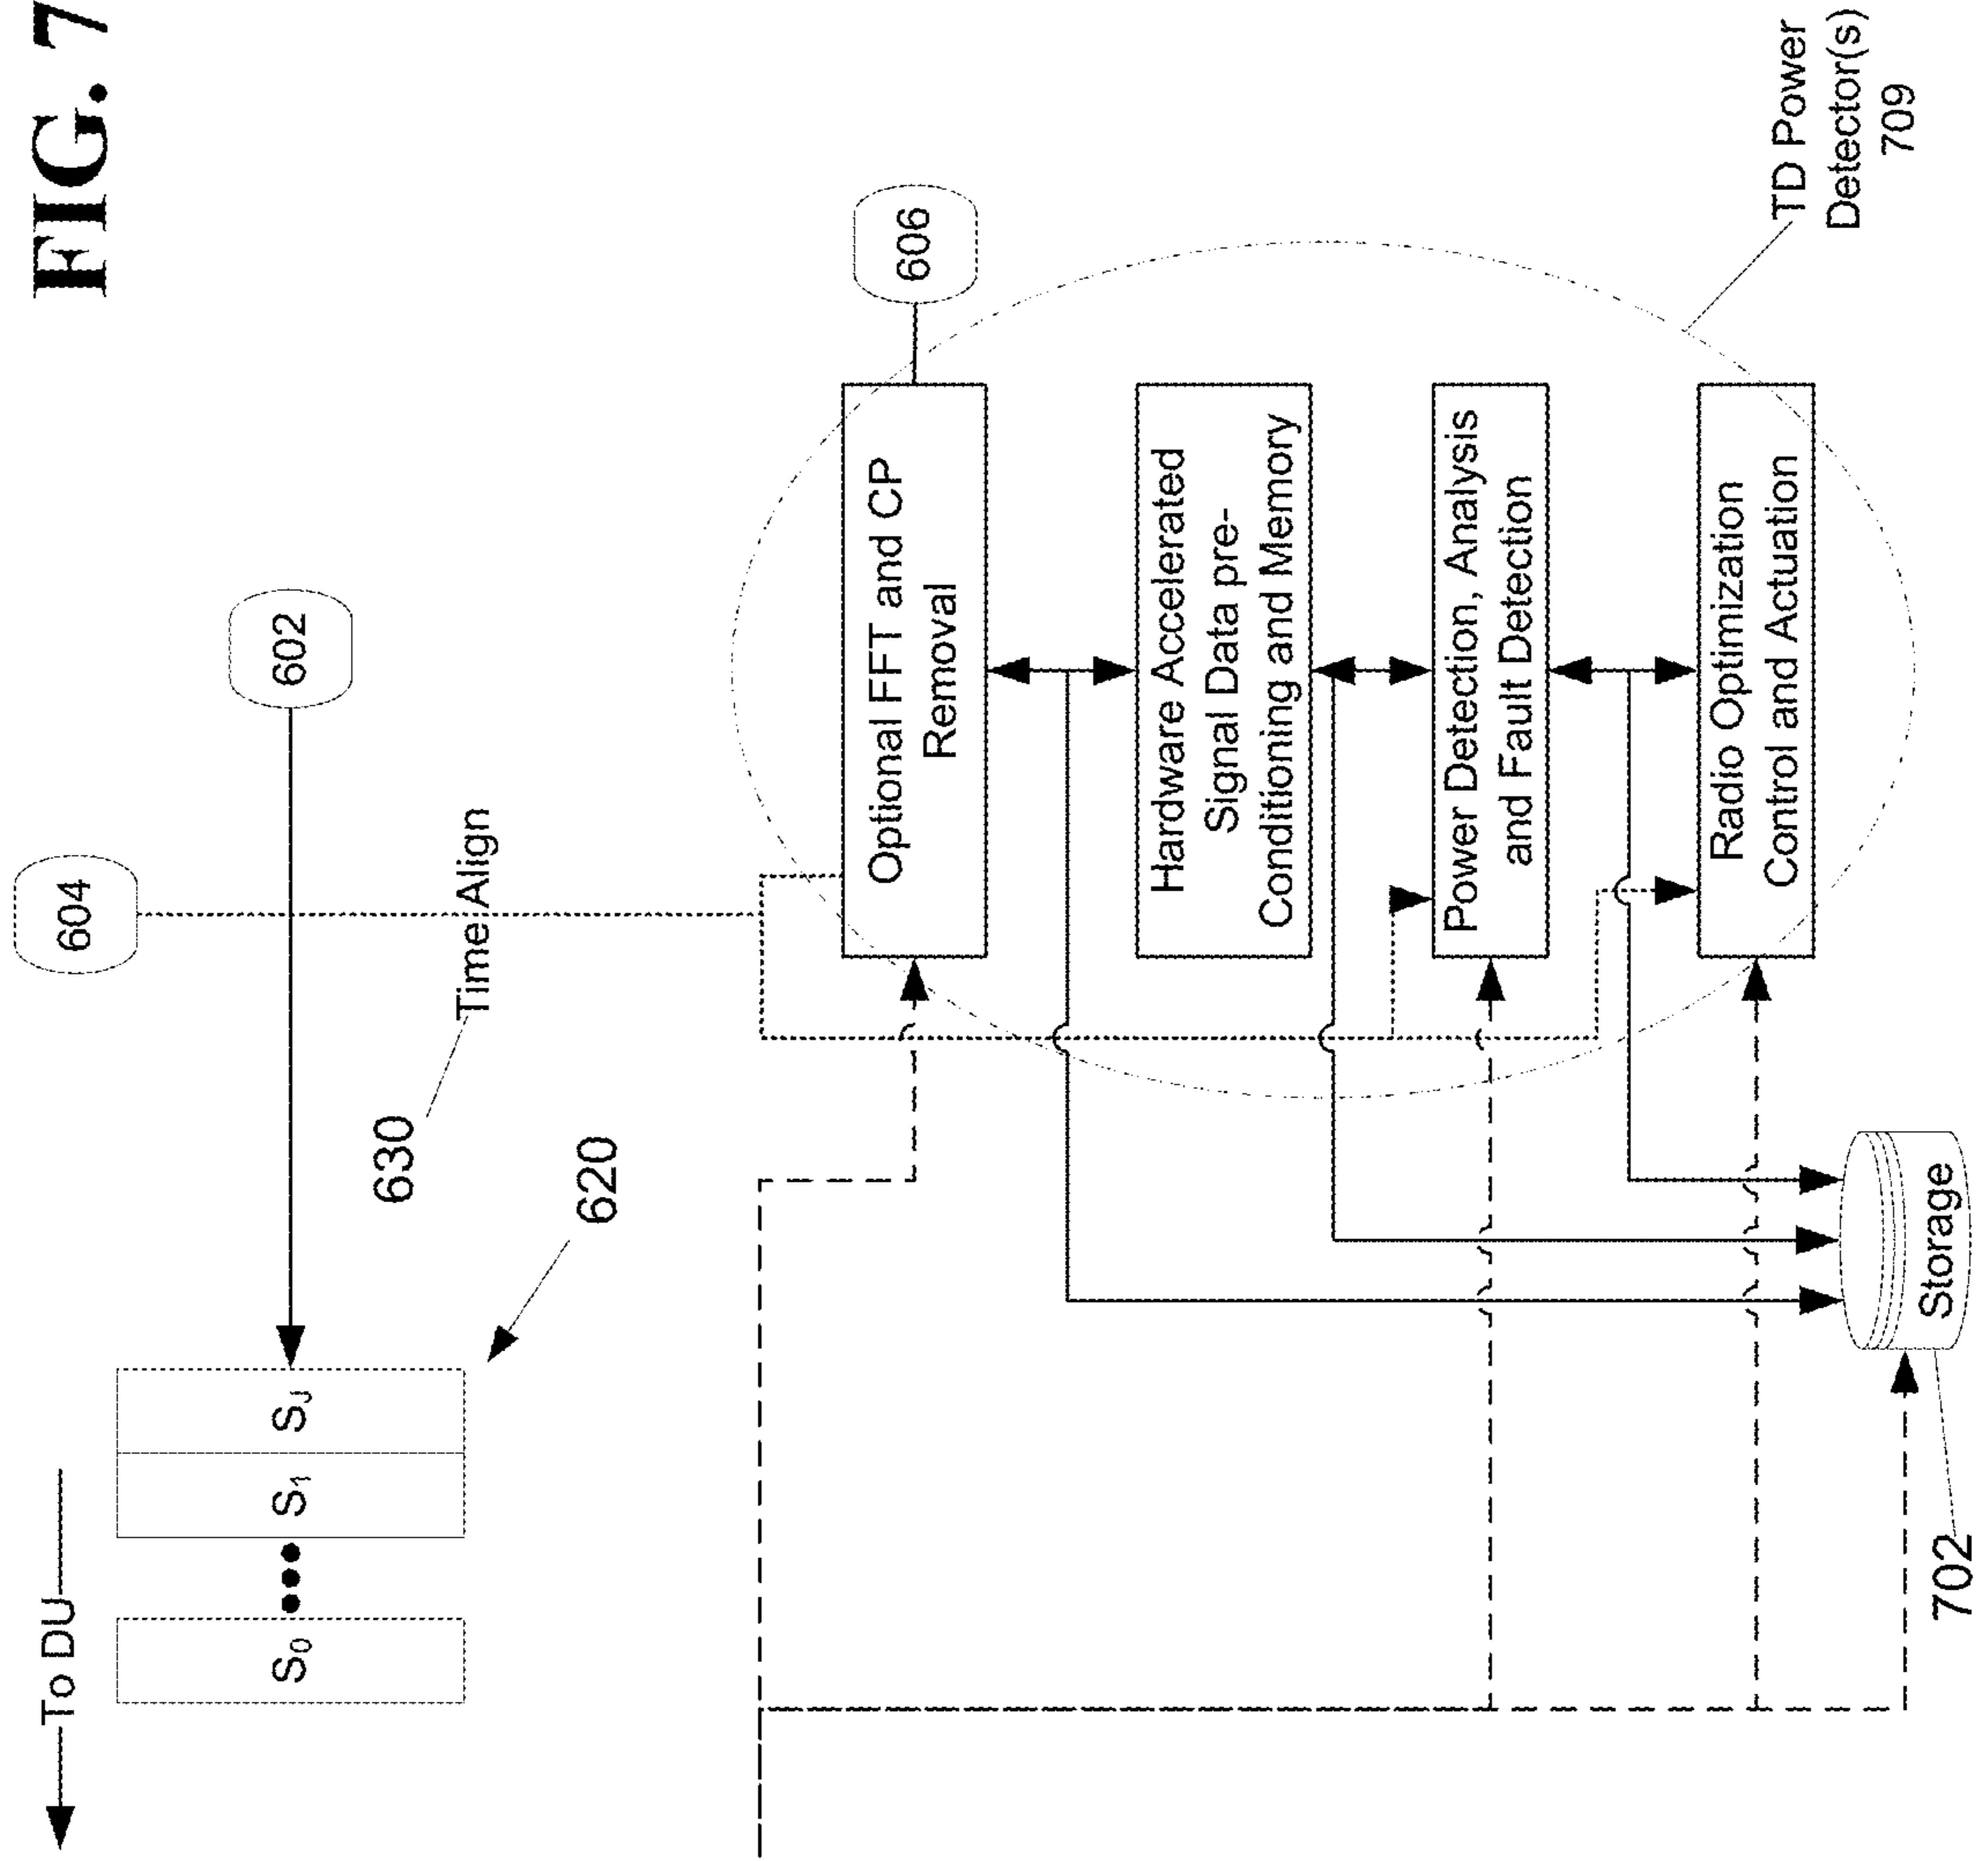 FIG. 7
604
602
To DU
S0
S1
SJ
Time Align
630
620
606
Optional FFT and CP
Removal
Hardware Accelerated
Signal Data pre-
Conditioning and Memory
Power Detection, Analysis
and Fault Detection
Radio Optimization
Control and Actuation
TD Power
Detector(s)
709
Storage
702